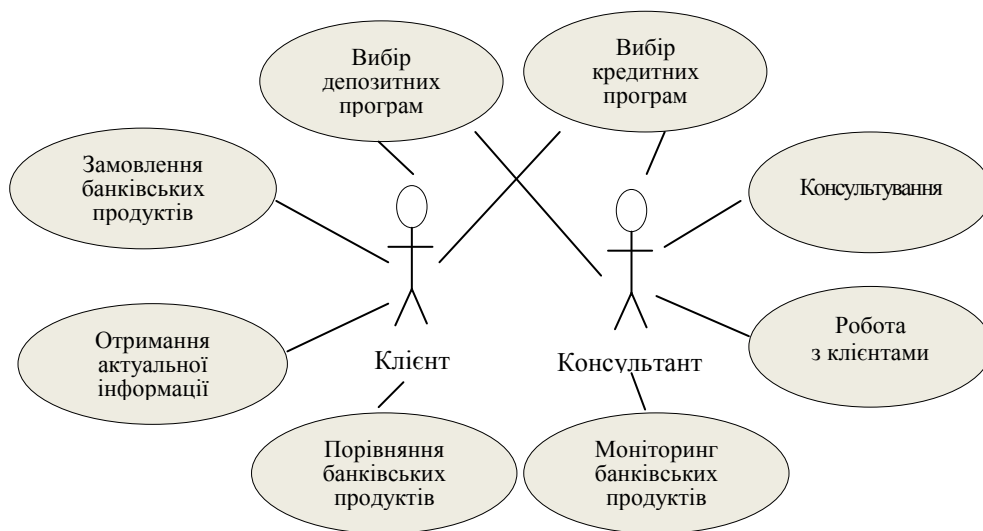 Вибір
депозитних
програм
Вибір
кредитних
програм
Замовлення
банківських
продуктів
Консультування
Отримання
актуальної
інформації
Клієнт
Консультант
Робота
з клієнтами
Порівняння
банківських
продуктів
Моніторинг
банківських
продуктів